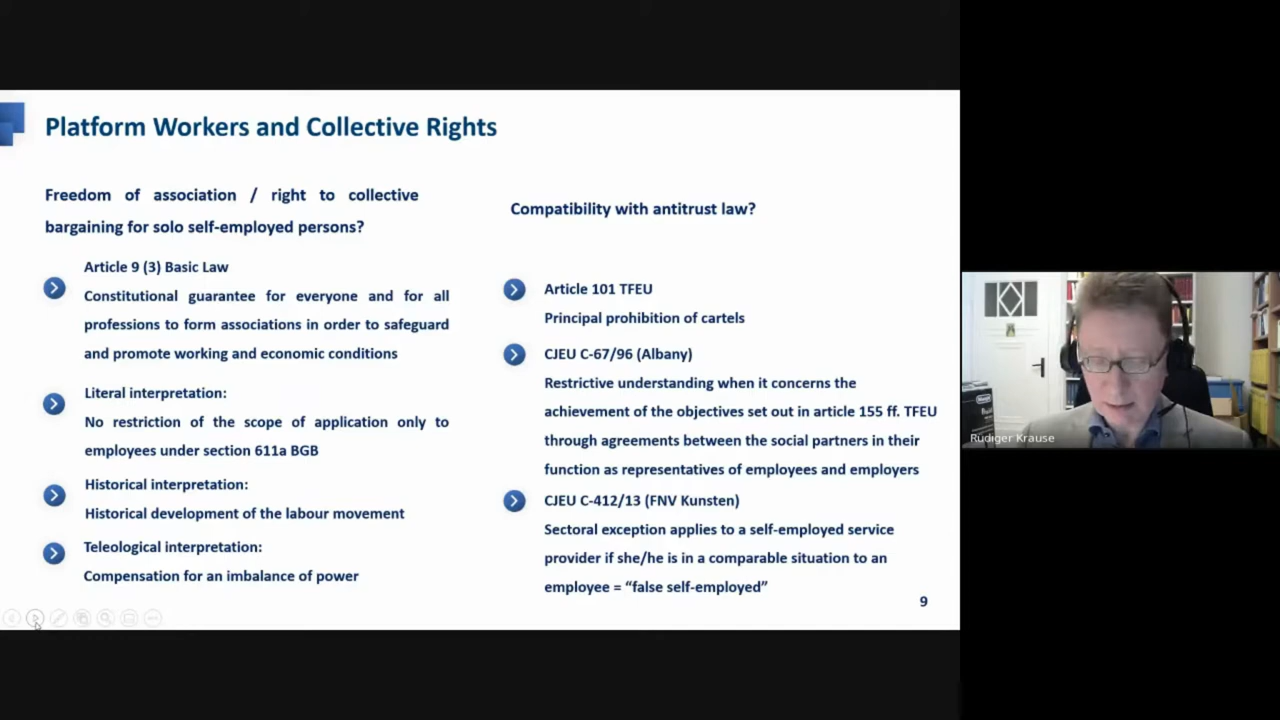 Platform Workers and Collective Rights
Freedom of association / right to collective
bargaining for solo self-employed persons?
Article 9 (3) Basic Law
Constitutional guarantee for everyone and for all
professions to form associations in order to safeguard
and promote working and economic conditions
Literal interpretation:
No restriction of the scope of application only to
employees under section 611a BGB
Historical interpretation:
Historical development of the labour movement
Teleological interpretation:
Compensation for an imbalance of power
Compatibility with antitrust law?
Article 101 TFEU
Principal prohibition of cartels
CJEU C-67/96 (Albany)
Restrictive understanding when it concerns the
achievement of the objectives set out in article 155 ff. TFEU
through agreements between the social partners in their
function as representatives of employees and employers
CJEU C-412/13 (FNV Kunsten)
Sectoral exception applies to a self-employed service
provider if she/he is in a comparable situation to an
employee = “false self-employed”
9
Rüdiger Krause